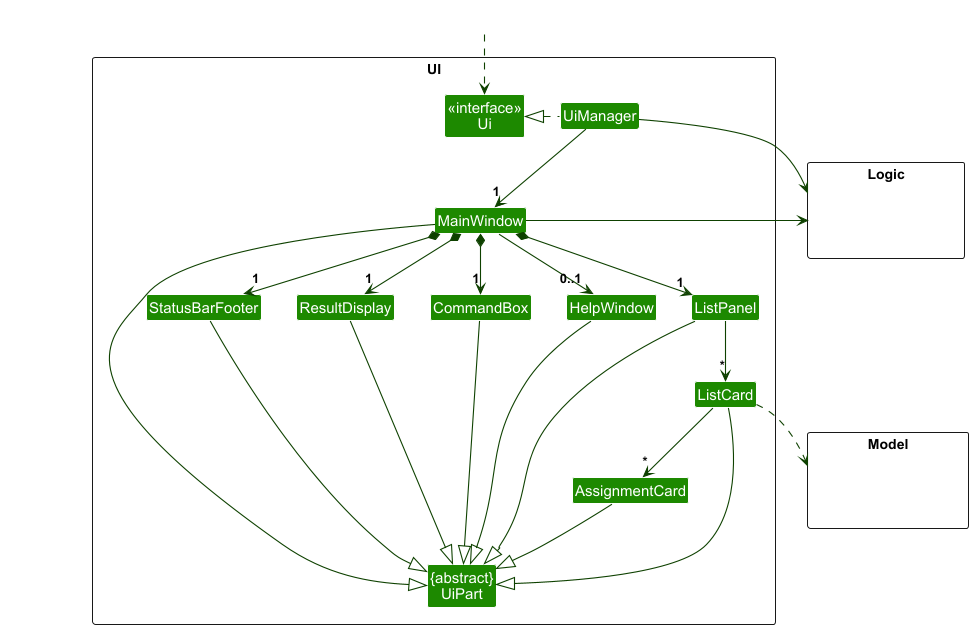 UI
«interface»
Ui
UiManager
Logic
1
MainWindow
1
1
1
0..1
1
StatusBarFooter
ResultDisplay
CommandBox
HelpWindow
ListPanel
*
ListCard
Model
*
AssignmentCard
{abstract}
UiPart